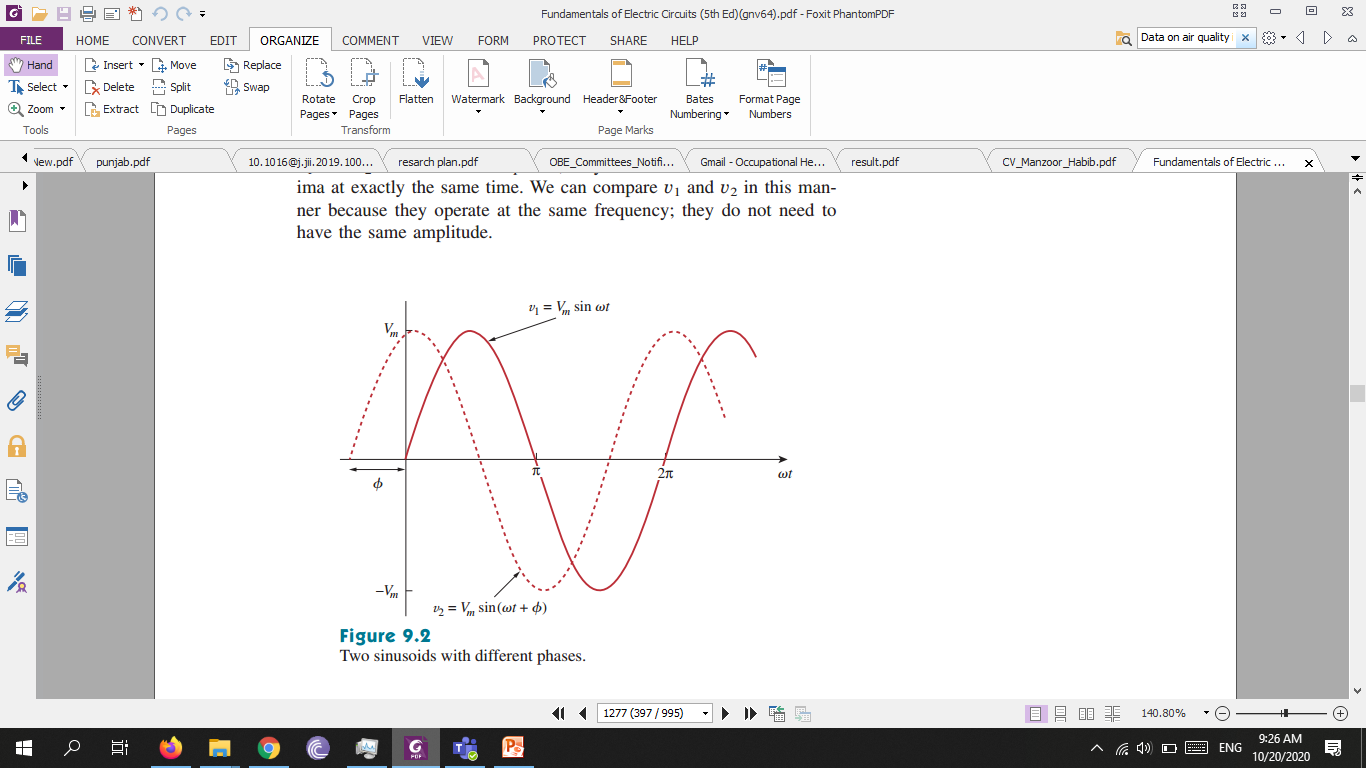 Fundamentals of Electric Circuits (5th Ed)(gnv64).pdf - Foxit PhantomPDF
FILE HOME CONVERT EDIT ORGANIZE COMMENT VIEW FORM PROTECT SHARE HELP Data on air quality
Hand Insert Move Replace
Select Delete Split Swap
Zoom Extract Duplicate
Rotate Pages Crop Pages Flatten Watermark Background Header&Footer Bates Numbering Format Page Numbers
Tools Pages Transform Page Marks
New.pdf punjab.pdf 10.1016@j.jii.2019.100... resarch plan.pdf OBE_Committees_Notifi... Gmail - Occupational He... result.pdf CV_Manzoor_Habib.pdf Fundamentals of Electric ...
ima at exactly the same time. We can compare υ₁ and υ₂ in this man-
ner because they operate at the same frequency; they do not need to
have the same amplitude.
υ₁ = Vₘ sin ωt
Vₘ
π 2π
ϕ ωt
−Vₘ
υ₂ = Vₘ sin(ωt + ϕ)
Figure 9.2
Two sinusoids with different phases.
1277 (397 / 995) 140.80%
ENG 9:26 AM
10/20/2020